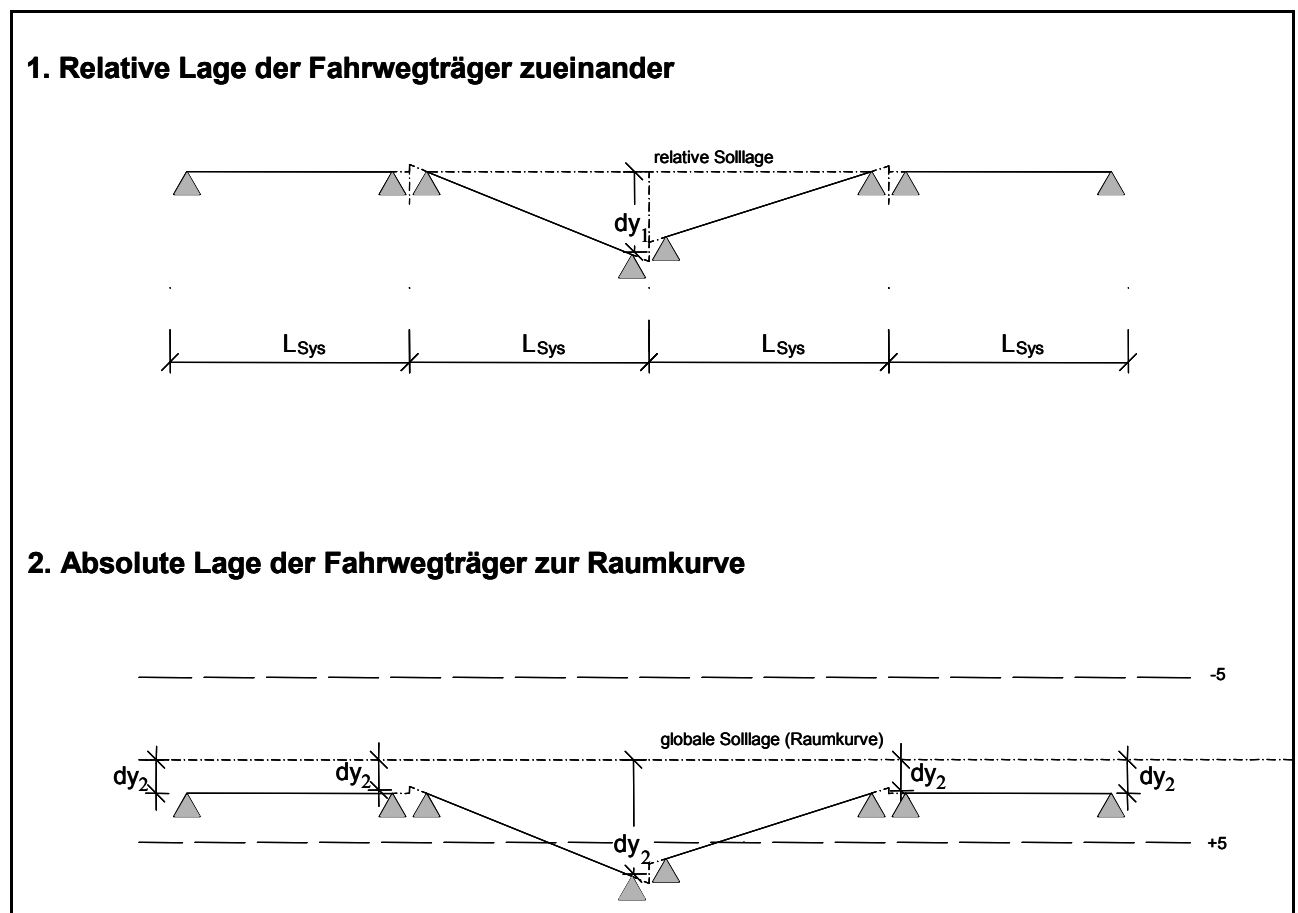 1. Relative Lage der Fahrwegträger zueinander
relative Solllage
dy1
LSys LSys LSys LSys
2. Absolute Lage der Fahrwegträger zur Raumkurve
-5
globale Solllage (Raumkurve)
dy2 dy2 dy2 dy2
+5
dy2